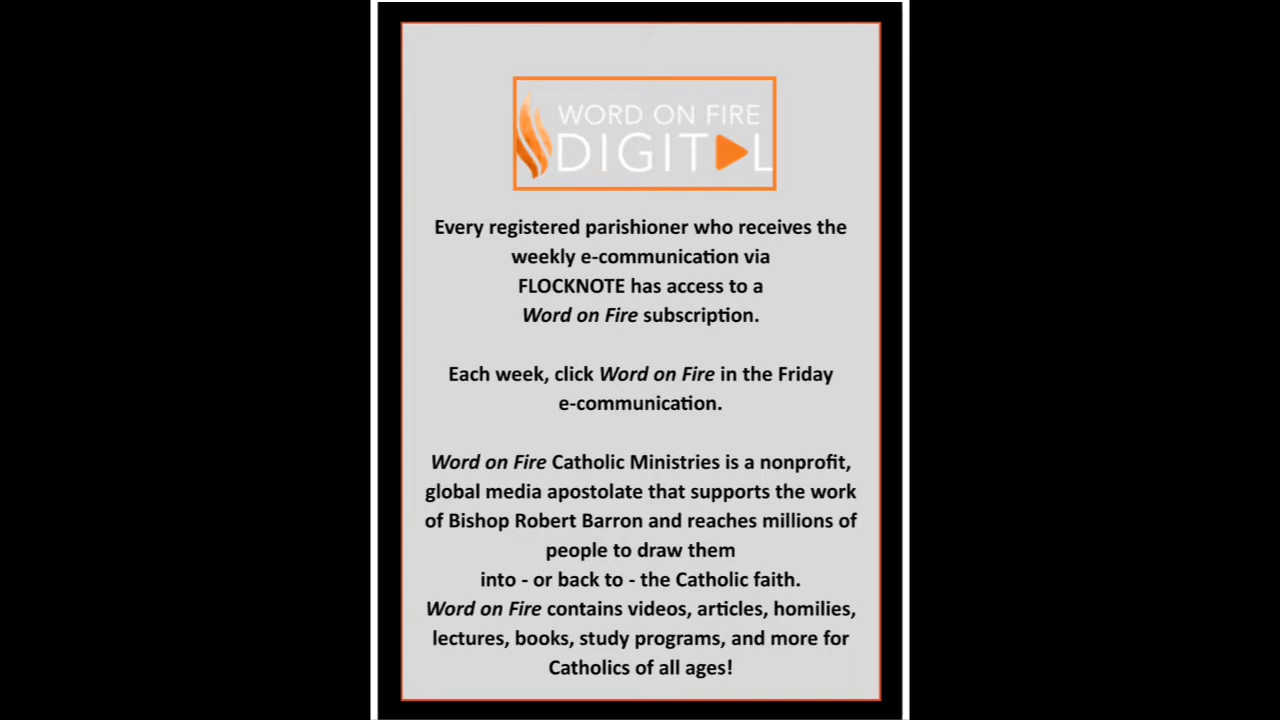 WORD ON FIRE
DIGITAL
Every registered parishioner who receives the
weekly e-communication via
FLOCKNOTE has access to a
Word on Fire subscription.
Each week, click Word on Fire in the Friday
e-communication.
Word on Fire Catholic Ministries is a nonprofit,
global media apostolate that supports the work
of Bishop Robert Barron and reaches millions of
people to draw them
into - or back to - the Catholic faith.
Word on Fire contains videos, articles, homilies,
lectures, books, study programs, and more for
Catholics of all ages!